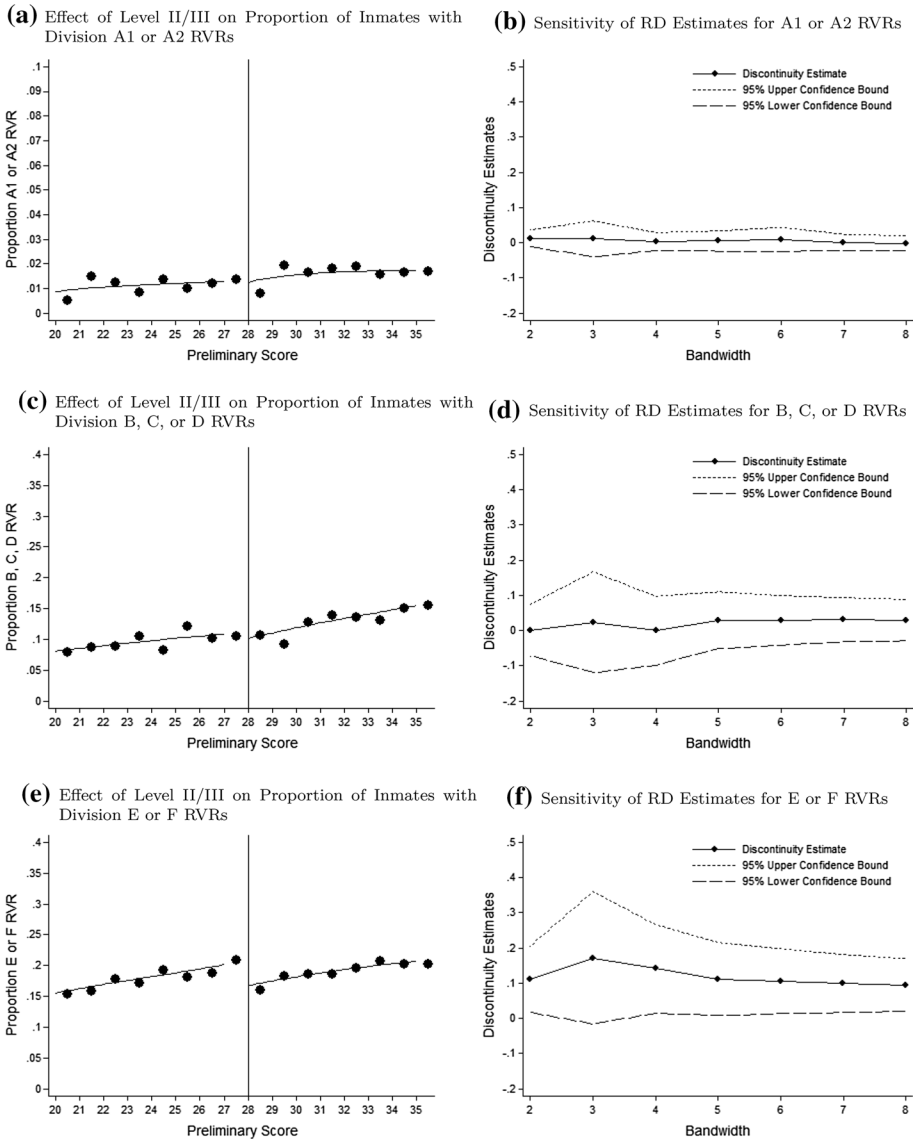 (a) Effect of Level II/III on Proportion of Inmates with
Division A1 or A2 RVRs
Proportion A1 or A2 RVR
.1
.09
.08
.07
.06
.05
.04
.03
.02
.01
0
20 21 22 23 24 25 26 27 28 29 30 31 32 33 34 35
Preliminary Score
(b) Sensitivity of RD Estimates for A1 or A2 RVRs
Discontinuity Estimate
95% Upper Confidence Bound
95% Lower Confidence Bound
Discontinuity Estimates
.5
.4
.3
.2
.1
0
-.1
-.2
2 3 4 5 6 7 8
Bandwidth
(c) Effect of Level II/III on Proportion of Inmates with
Division B, C, or D RVRs
Proportion B, C, D RVR
.4
.35
.3
.25
.2
.15
.1
.05
0
20 21 22 23 24 25 26 27 28 29 30 31 32 33 34 35
Preliminary Score
(d) Sensitivity of RD Estimates for B, C, or D RVRs
Discontinuity Estimate
95% Upper Confidence Bound
95% Lower Confidence Bound
Discontinuity Estimates
.5
.4
.3
.2
.1
0
-.1
-.2
2 3 4 5 6 7 8
Bandwidth
(e) Effect of Level II/III on Proportion of Inmates with
Division E or F RVRs
Proportion E or F RVR
.4
.35
.3
.25
.2
.15
.1
.05
0
20 21 22 23 24 25 26 27 28 29 30 31 32 33 34 35
Preliminary Score
(f) Sensitivity of RD Estimates for E or F RVRs
Discontinuity Estimate
95% Upper Confidence Bound
95% Lower Confidence Bound
Discontinuity Estimates
.5
.4
.3
.2
.1
0
-.1
-.2
2 3 4 5 6 7 8
Bandwidth